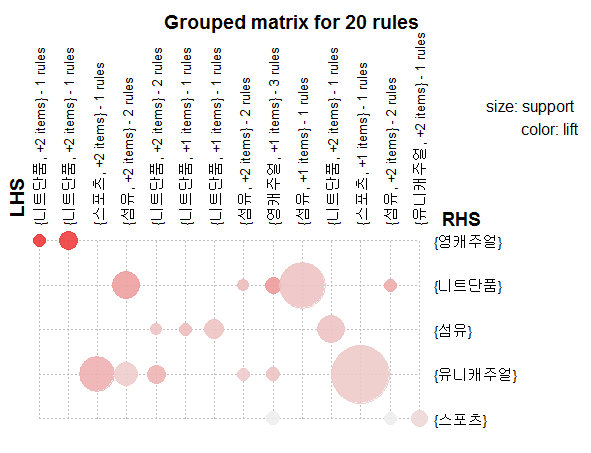 Grouped matrix for 20 rules
size: support
color: lift
LHS
{니트단품, +2 items} - 1 rules
{니트단품, +2 items} - 1 rules
{스포츠, +2 items} - 1 rules
{섬유, +2 items} - 2 rules
{니트단품, +2 items} - 2 rules
{니트단품, +1 items} - 1 rules
{니트단품, +1 items} - 1 rules
{섬유, +2 items} - 2 rules
{영캐주얼, +1 items} - 3 rules
{섬유, +1 items} - 1 rules
{니트단품, +2 items} - 1 rules
{스포츠, +1 items} - 1 rules
{섬유, +2 items} - 2 rules
{유니캐주얼, +2 items} - 1 rules
RHS
{영캐주얼}
{니트단품}
{섬유}
{유니캐주얼}
{스포츠}